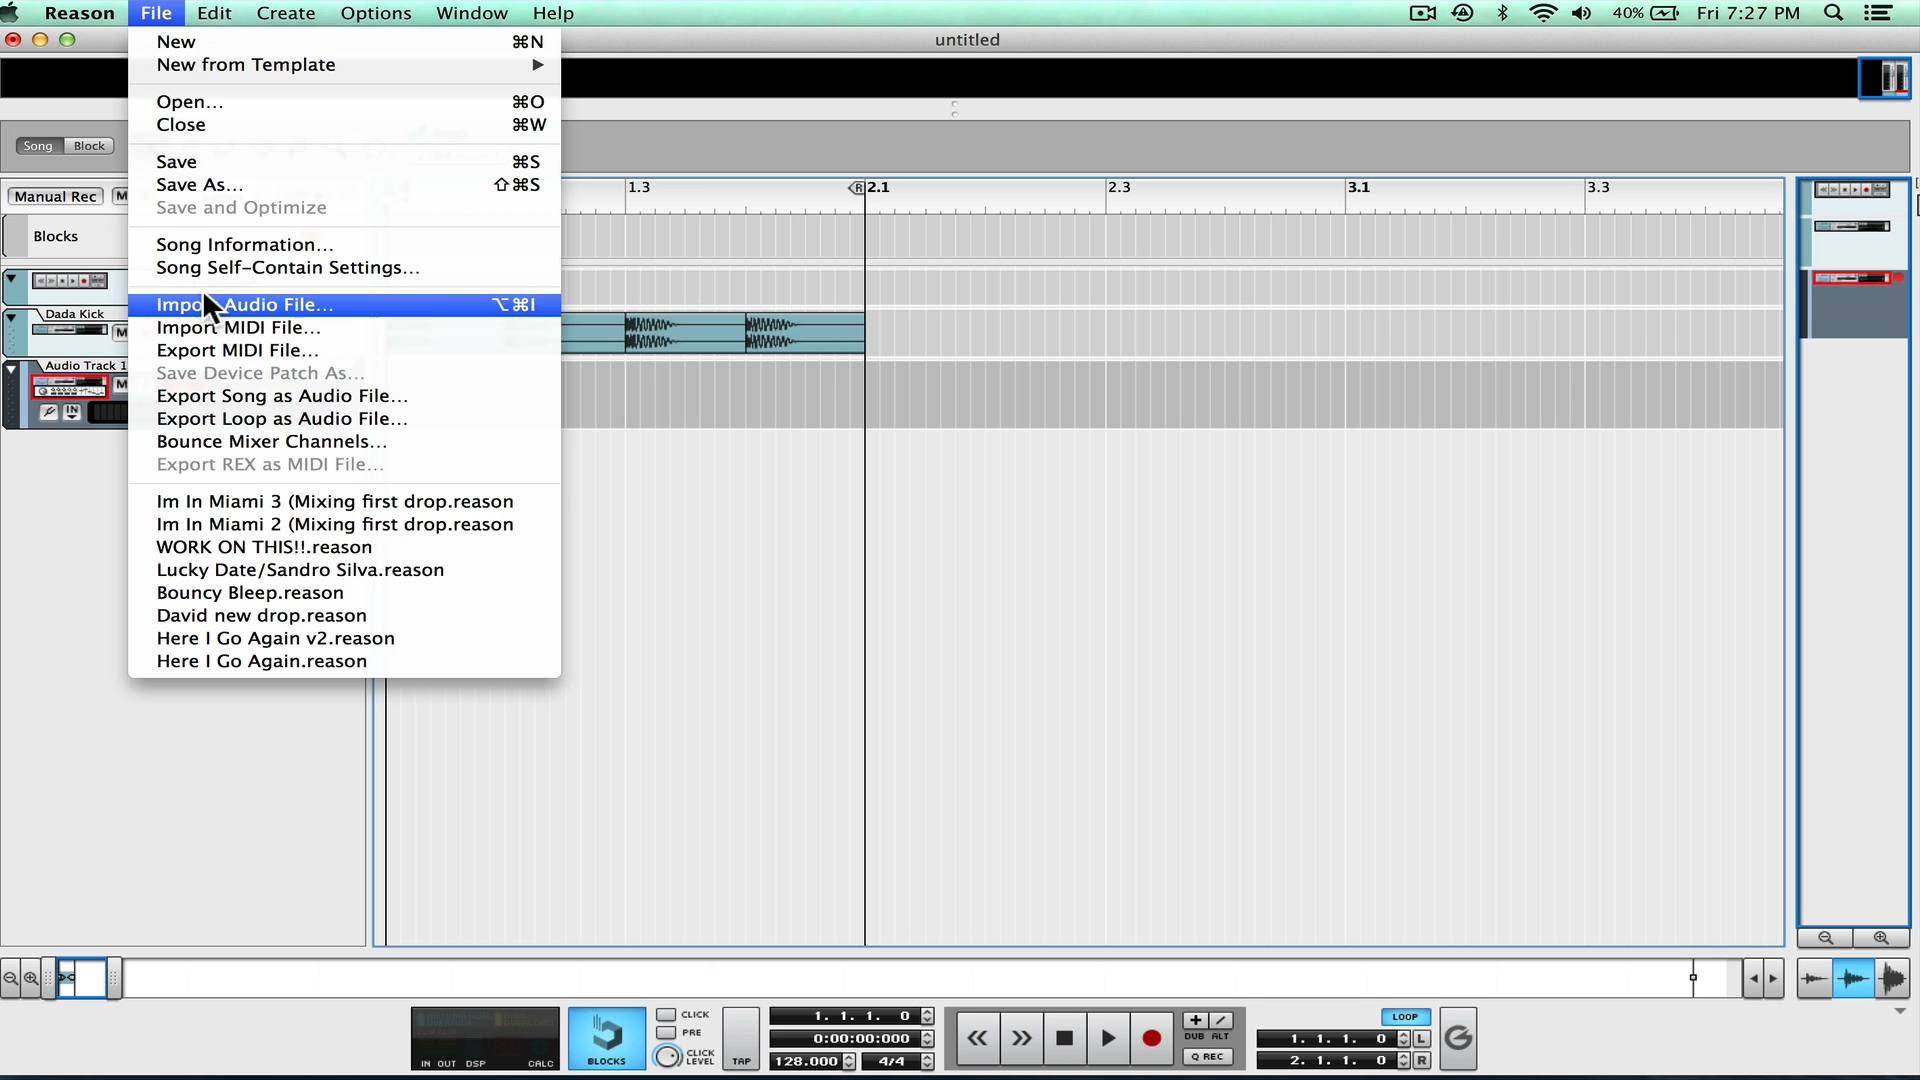 Reason File Edit Create Options Window Help 40% Fri 7:27 PM
untitled
New ⌘N
New from Template ▶
Open... ⌘O
Close ⌘W
Save ⌘S
Save As... ⇧⌘S
Save and Optimize
Song Information...
Song Self-Contain Settings...
Import Audio File... ⌥⌘I
Import MIDI File...
Export MIDI File...
Save Device Patch As...
Export Song as Audio File...
Export Loop as Audio File...
Bounce Mixer Channels...
Export REX as MIDI File...
Im In Miami 3 (Mixing first drop.reason
Im In Miami 2 (Mixing first drop.reason
WORK ON THIS!!.reason
Lucky Date/Sandro Silva.reason
Bouncy Bleep.reason
David new drop.reason
Here I Go Again v2.reason
Here I Go Again.reason
Song Block
Manual Rec M
1.3 R 2.1 2.3 3.1 3.3
Blocks
Dada Kick
M
Audio Track 1
M
IN
IN OUT DSP CALC
BLOCKS
CLICK
PRE
CLICK LEVEL
TAP
1. 1. 1. 0
0:00:00:000
128.000 4/4
DUB ALT
Q REC
LOOP
1. 1. 1. 0 L
2. 1. 1. 0 R